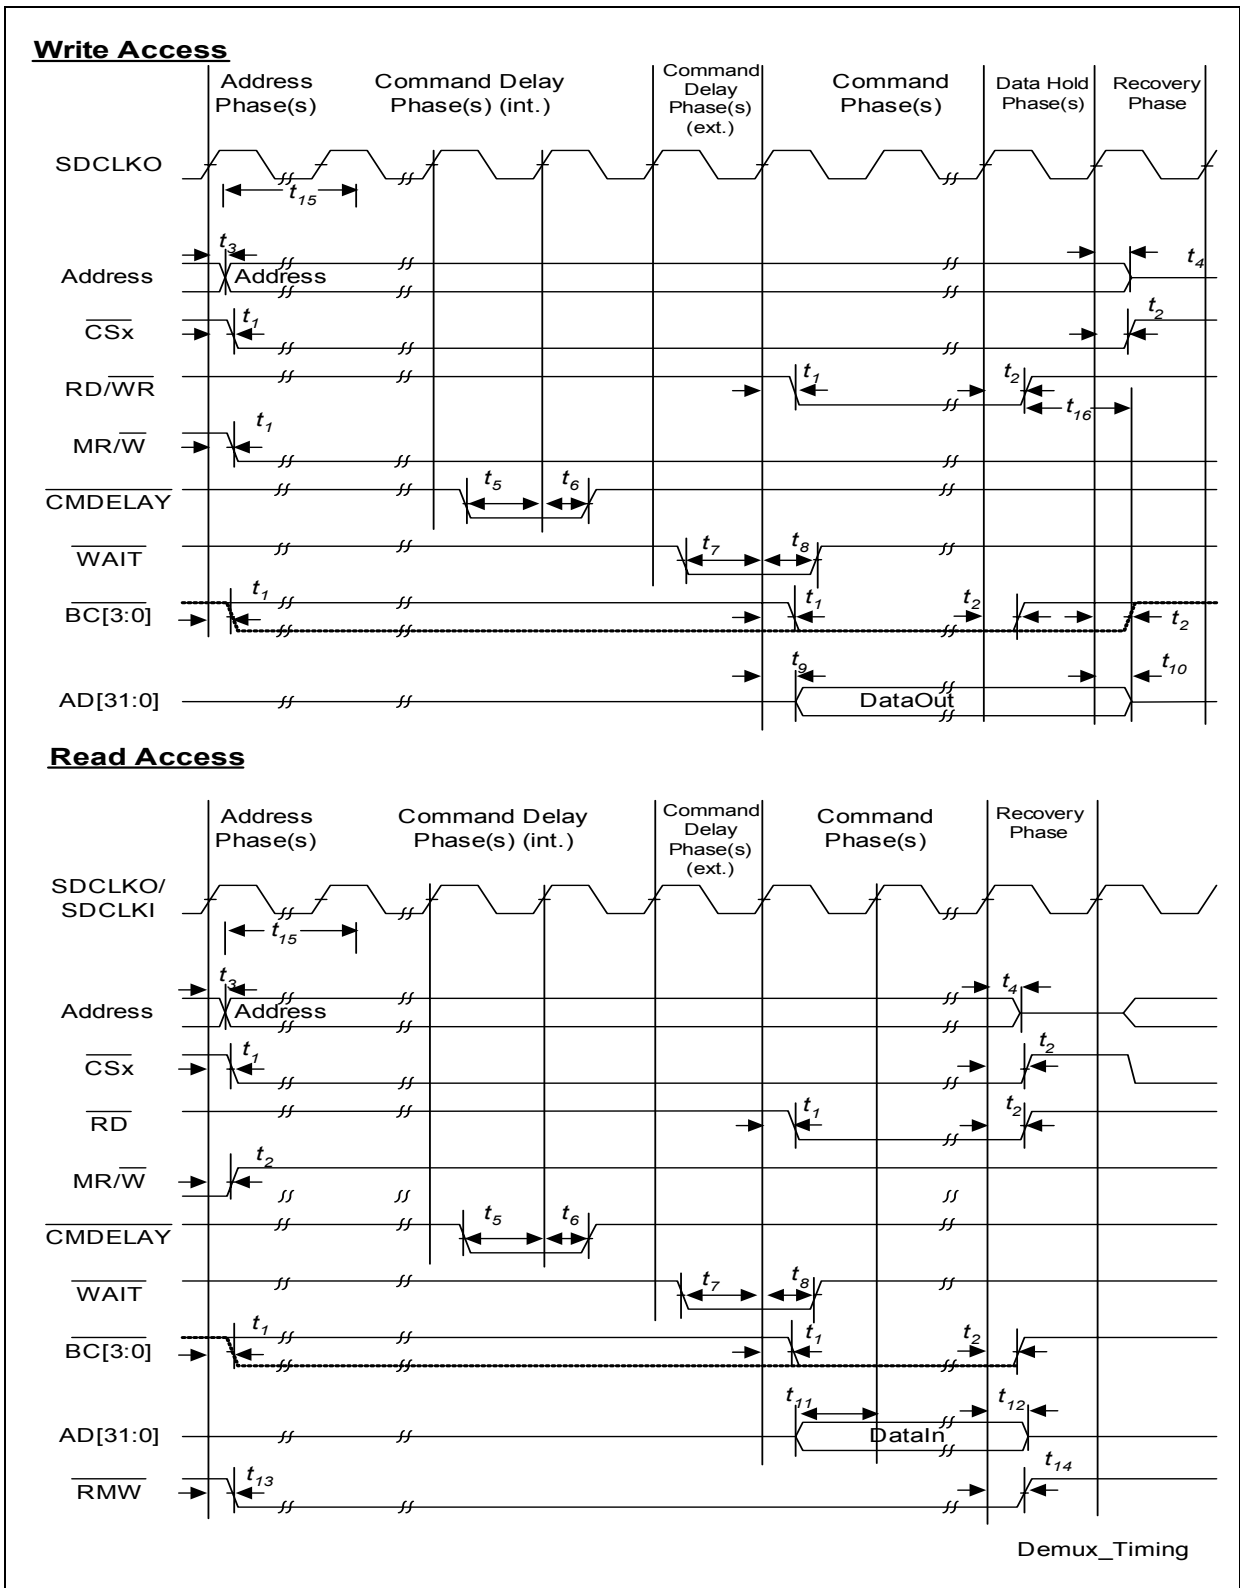 Write Access
Address
Phase(s)
Command Delay
Phase(s) (int.)
Command
Delay
Phase(s)
(ext.)
Command
Phase(s)
Data Hold
Phase(s)
Recovery
Phase
SDCLKO
t15
t3
t4
Address
Address
CSx
t1
t2
RD/WR
t1
t2
t16
MR/W
t1
CMDELAY
t5
t6
WAIT
t7
t8
BC[3:0]
t1
t1
t2
t2
AD[31:0]
t9
DataOut
t10
Read Access
Address
Phase(s)
Command Delay
Phase(s) (int.)
Command
Delay
Phase(s)
(ext.)
Command
Phase(s)
Recovery
Phase
SDCLKO/
SDCLKI
t15
t3
t4
Address
Address
CSx
t1
t2
RD
t1
t2
MR/W
t2
CMDELAY
t5
t6
WAIT
t7
t8
BC[3:0]
t1
t1
t2
t11
t12
AD[31:0]
DataIn
RMW
t13
t14
Demux_Timing